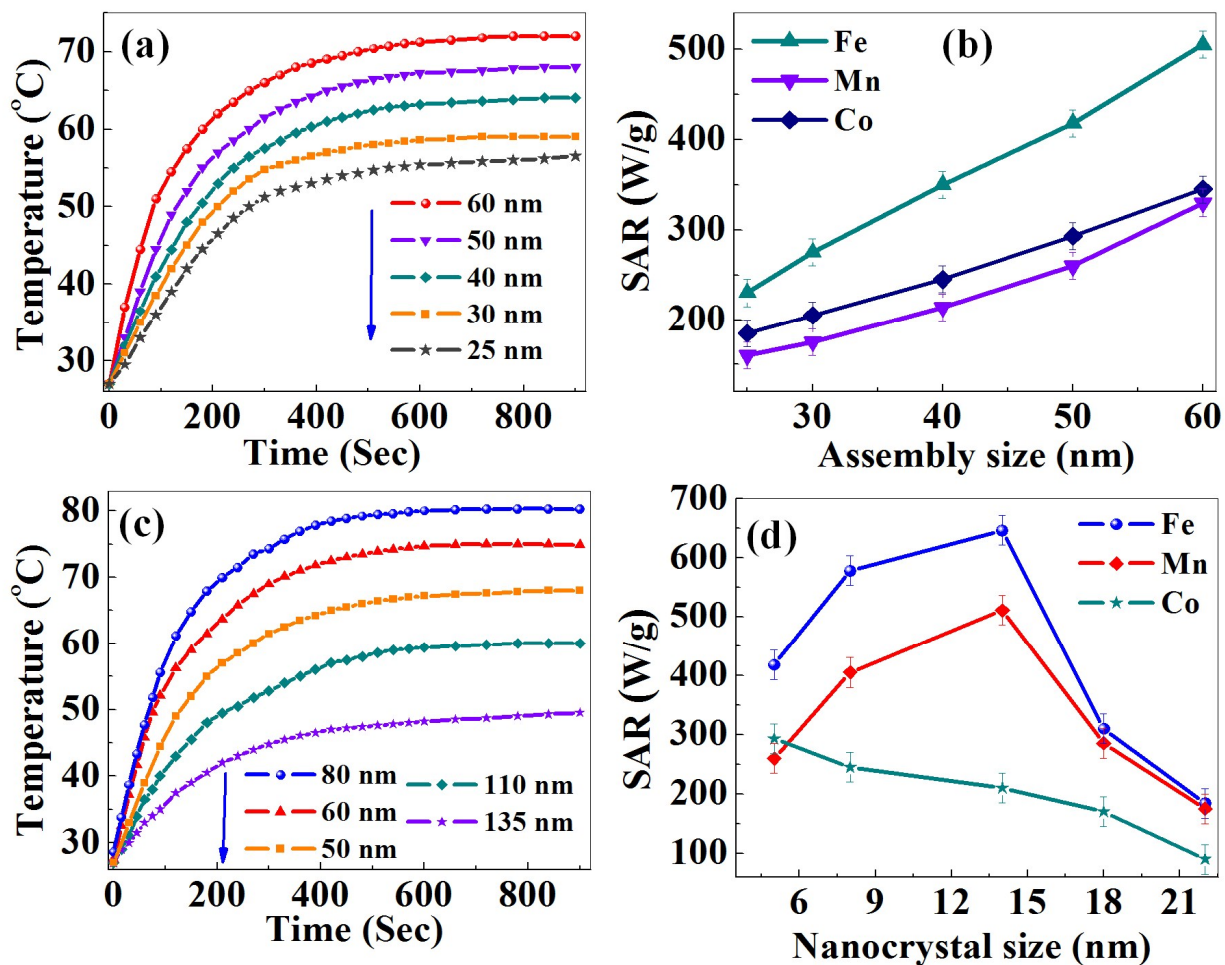 (a)
Temperature (°C)
70
60
50
40
30
60 nm
50 nm
40 nm
30 nm
25 nm
0 200 400 600 800
Time (Sec)
(b)
SAR (W/g)
500
400
300
200
Fe
Mn
Co
30 40 50 60
Assembly size (nm)
(c)
Temperature (°C)
80
70
60
50
40
30
80 nm
60 nm
50 nm
110 nm
135 nm
0 200 400 600 800
Time (Sec)
(d)
SAR (W/g)
700
600
500
400
300
200
100
Fe
Mn
Co
6 9 12 15 18 21
Nanocrystal size (nm)